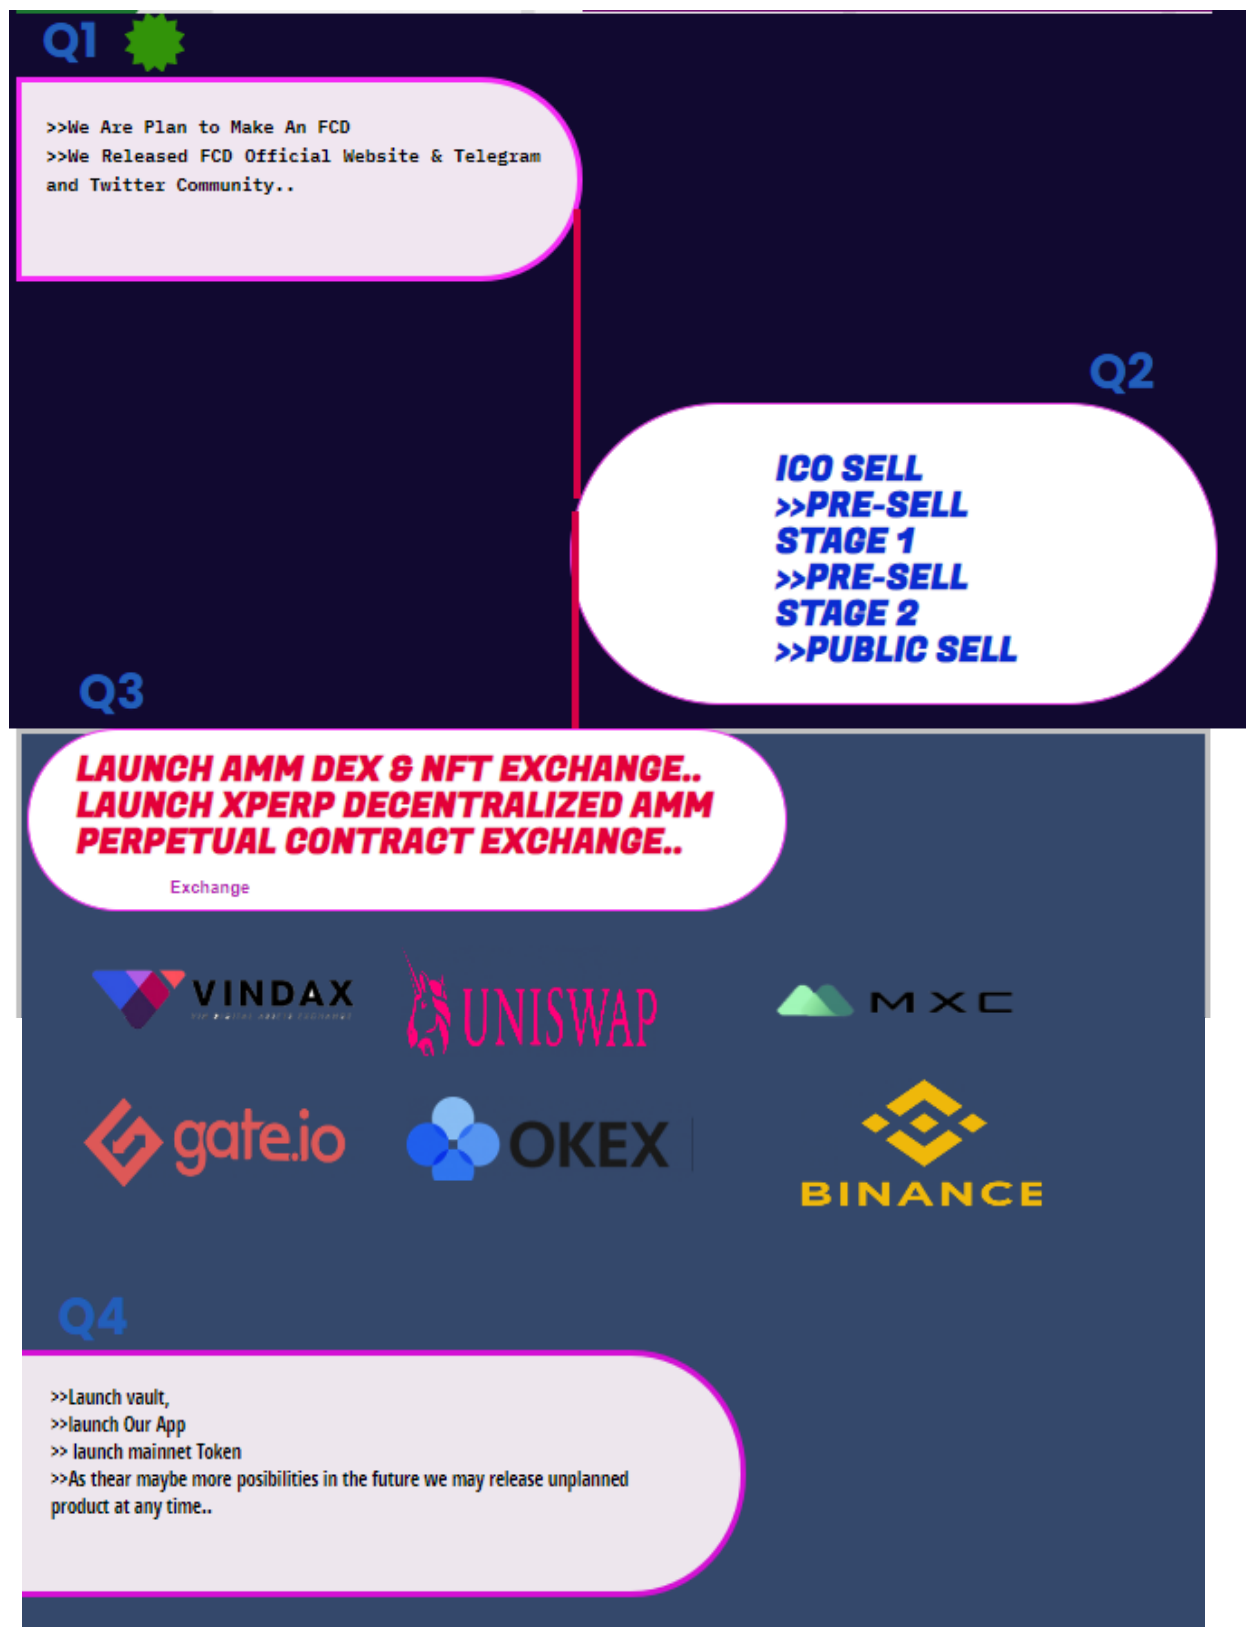 Q1
>>We Are Plan to Make An FCD
>>We Released FCD Official Website & Telegram
and Twitter Community..
Q2
ICO SELL
>>PRE-SELL
STAGE 1
>>PRE-SELL
STAGE 2
>>PUBLIC SELL
Q3
LAUNCH AMM DEX & NFT EXCHANGE..
LAUNCH XPERP DECENTRALIZED AMM
PERPETUAL CONTRACT EXCHANGE..
Exchange
VINDAX
UNISWAP
MXC
gate.io
OKEX
BINANCE
Q4
>>Launch vault,
>>launch Our App
>> launch mainnet Token
>>As thear maybe more posibilities in the future we may release unplanned
product at any time..